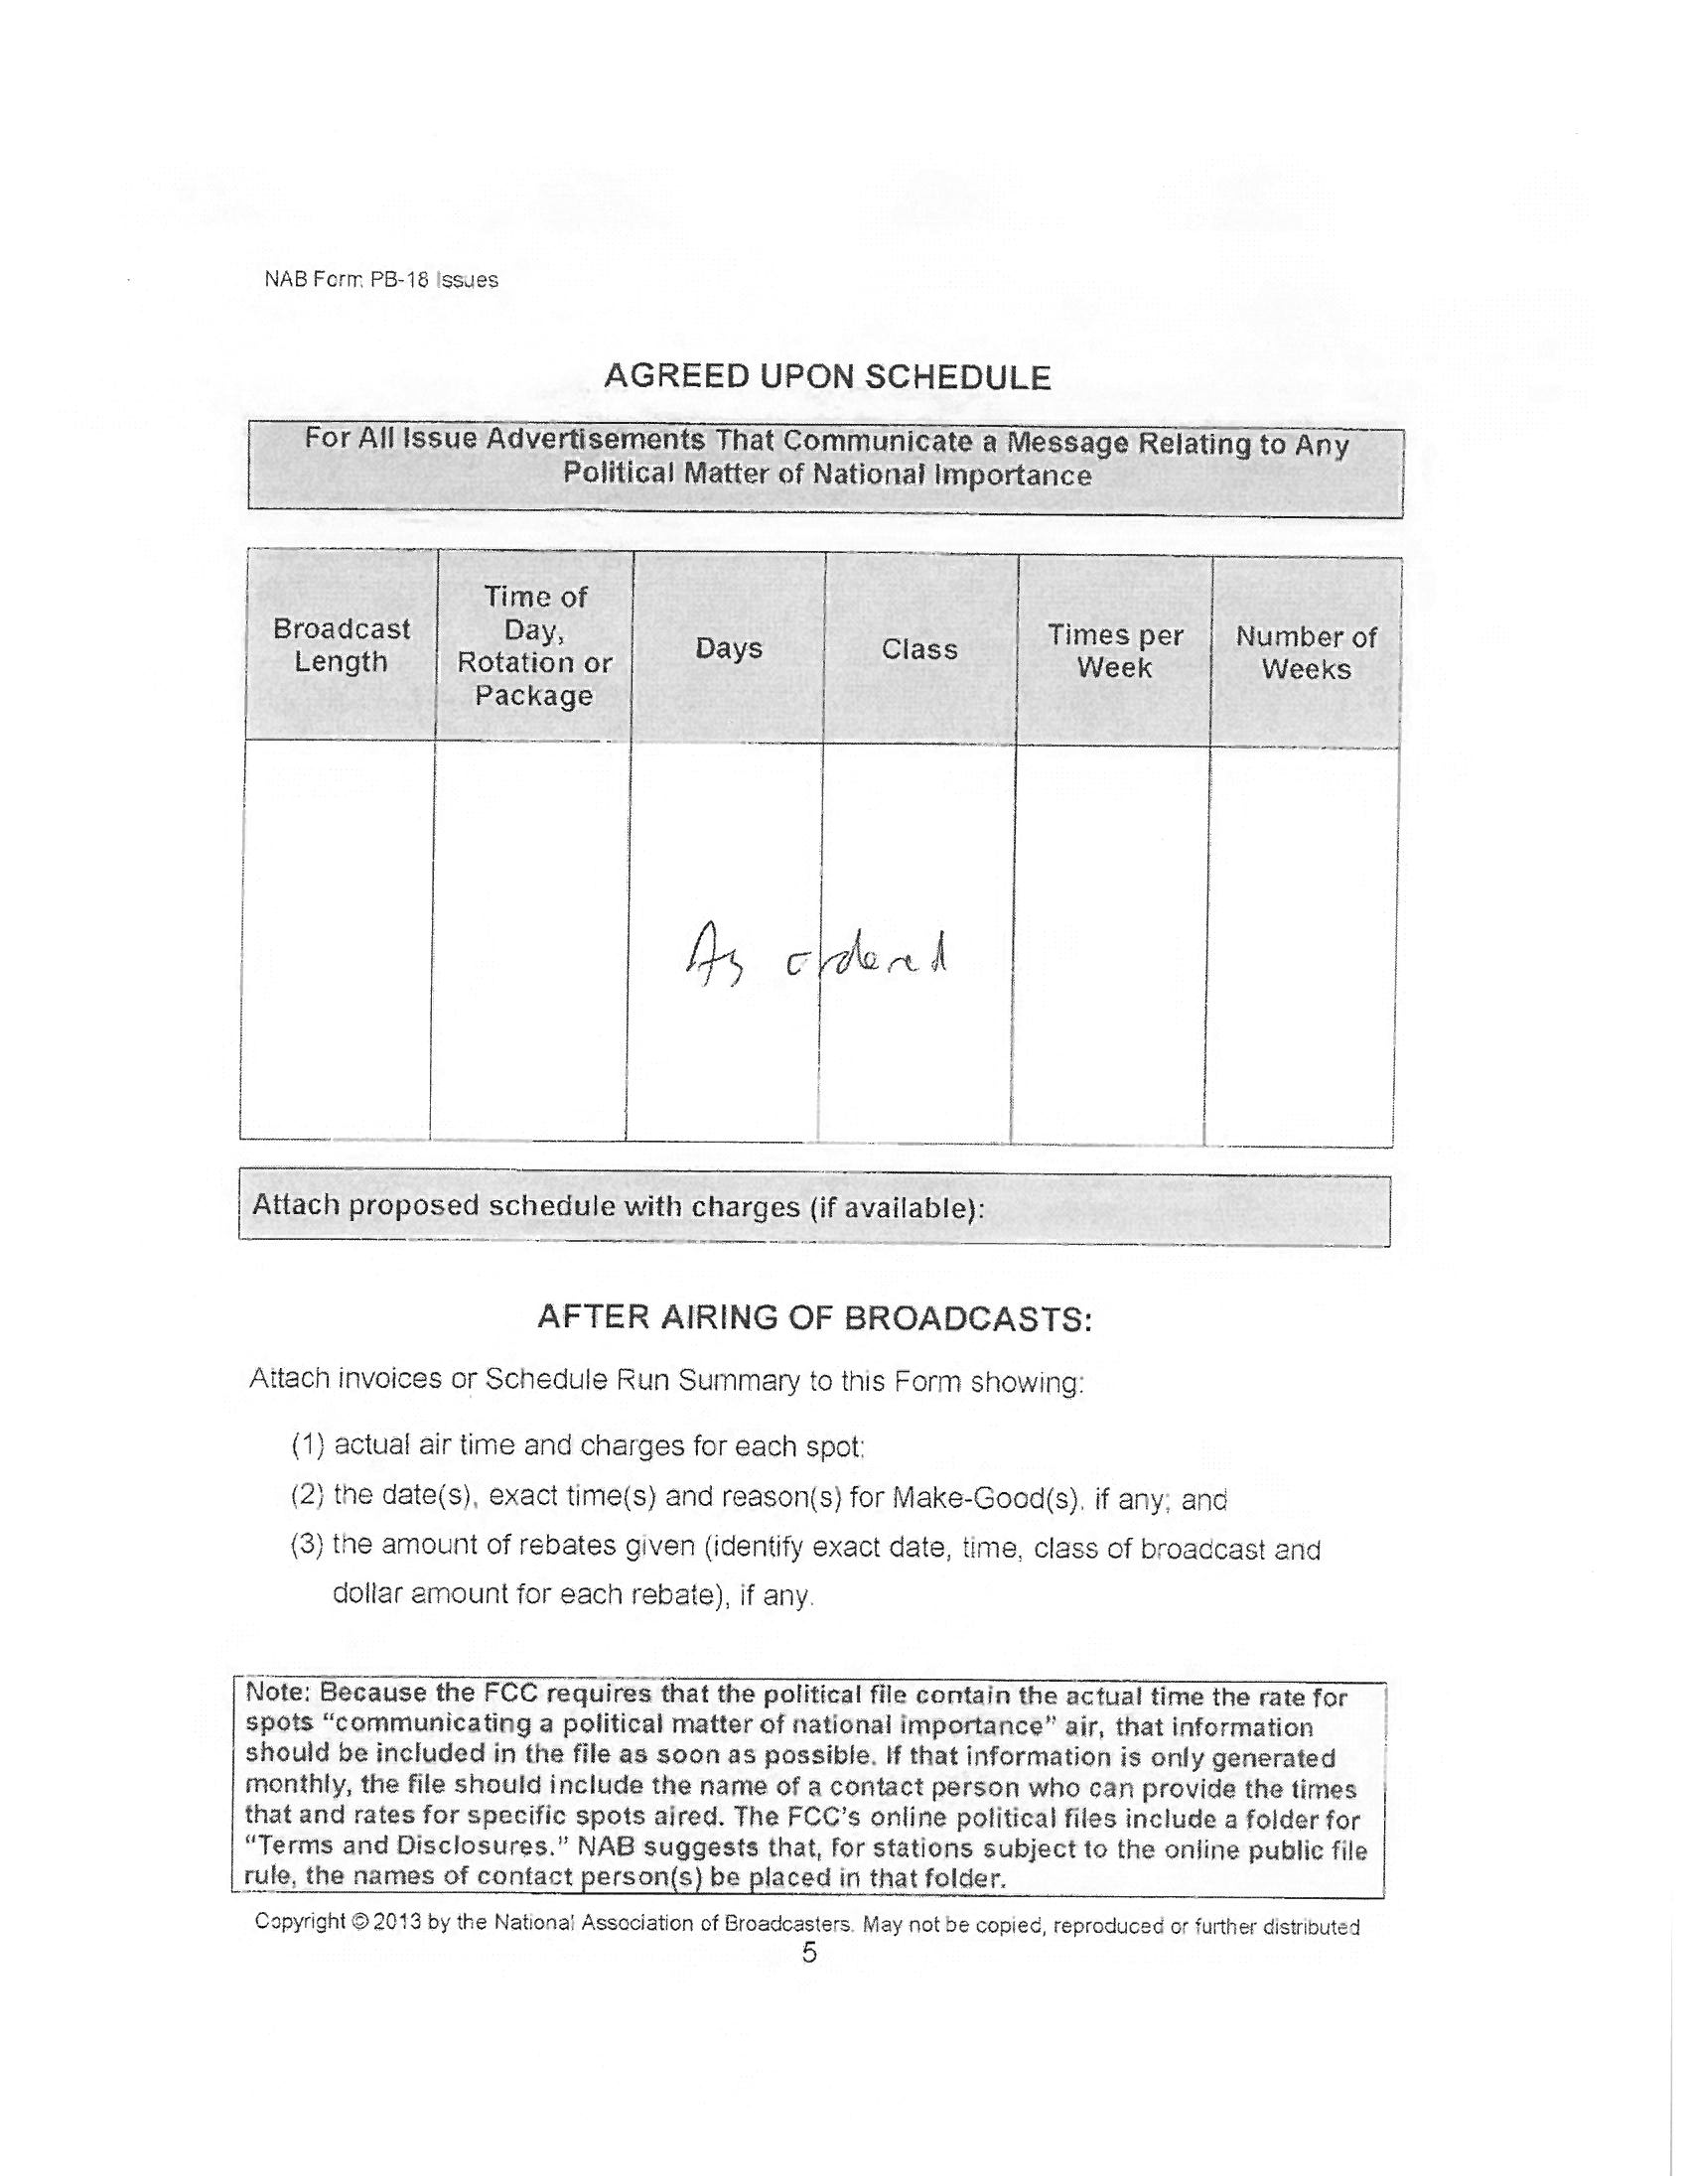 NAB Form PB-18 Issues
AGREED UPON SCHEDULE
For All Issue Advertisements That Communicate a Message Relating to Any
Political Matter of National Importance
Broadcast
Length
Time of
Day,
Rotation or
Package
Days
Class
Times per
Week
Number of
Weeks
As ordered
Attach proposed schedule with charges (if available):
AFTER AIRING OF BROADCASTS:
Attach invoices or Schedule Run Summary to this Form showing:
(1) actual air time and charges for each spot;
(2) the date(s), exact time(s) and reason(s) for Make-Good(s), if any; and
(3) the amount of rebates given (identify exact date, time, class of broadcast and
dollar amount for each rebate), if any.
Note: Because the FCC requires that the political file contain the actual time the rate for
spots “communicating a political matter of national importance” air, that information
should be included in the file as soon as possible. If that information is only generated
monthly, the file should include the name of a contact person who can provide the times
that and rates for specific spots aired. The FCC’s online political files include a folder for
“Terms and Disclosures.” NAB suggests that, for stations subject to the online public file
rule, the names of contact person(s) be placed in that folder.
Copyright © 2013 by the National Association of Broadcasters. May not be copied, reproduced or further distributed
5